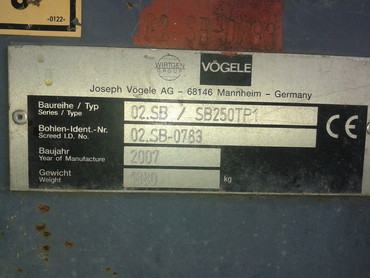 -0122-
WIRTGEN
GROUP
VÖGELE
Joseph Vögele AG - 68146 Mannheim - Germany
Baureihe / Typ
Series / Type
02.SB / SB250TP1
Bohlen-Ident.-Nr.
Screed I.D. No.
02.SB-0783
Baujahr
Year of Manufacture
2007
Gewicht
Weight
kg
CE